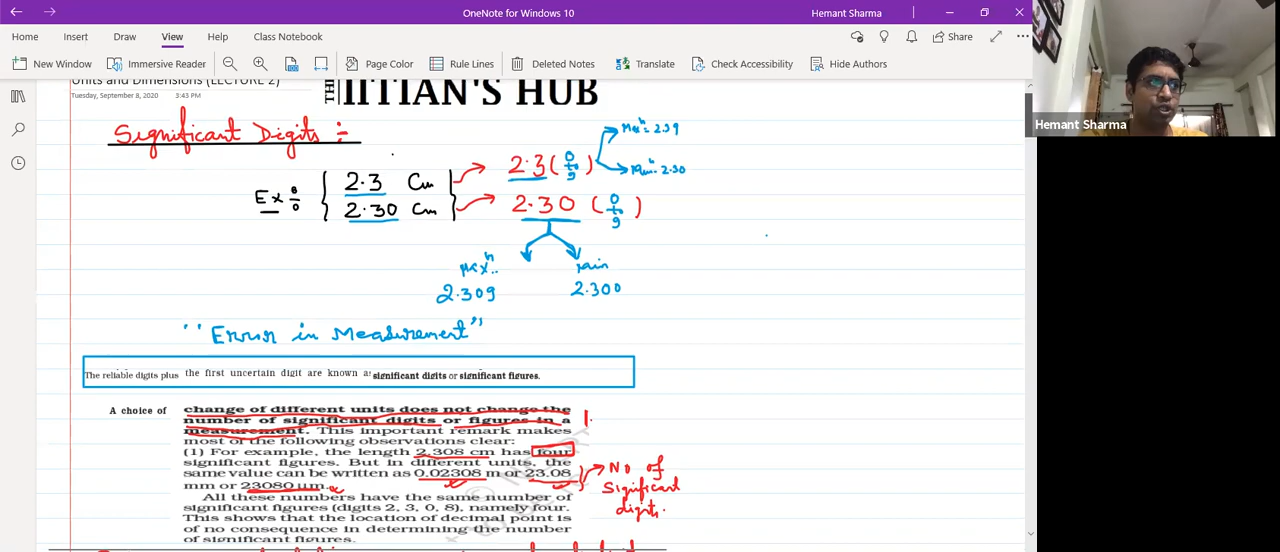 OneNote for Windows 10
Hemant Sharma
Home Insert Draw View Help Class Notebook
Share
New Window Immersive Reader Page Color Rule Lines Deleted Notes Translate Check Accessibility Hide Authors
Units and Dimensions (LECTURE 2)
Tuesday, September 8, 2020 3:43 PM
THE IITIAN'S HUB
Hemant Sharma
Significant Digits :-
Maxᵐ = 2.39
2.3 ( 0 to 9 )
Minᵐ = 2.30
Ex :-
2.3 Cm
2.30 Cm
2.30 ( 0 to 9 )
min
2.309
2.300
"Error in Measurement"
The reliable digits plus the first uncertain digit are known as significant digits or significant figures.
A choice of change of different units does not change the
number of significant digits or figures in a 1.
measurement. This important remark makes
most of the following observations clear:
(1) For example, the length 2.308 cm has four
significant figures. But in different units, the
same value can be written as 0.02308 m or 23.08
mm or 23080 µm.
No of
Significant
digits.
All these numbers have the same number of
significant figures (digits 2, 3, 0, 8), namely four.
This shows that the location of decimal point is
of no consequence in determining the number
of significant figures.